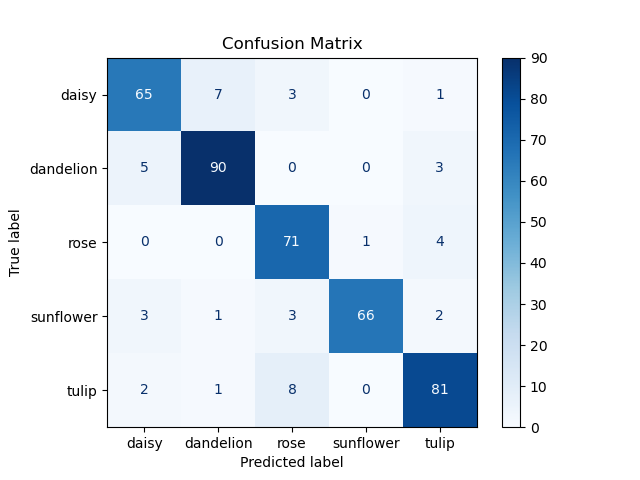 Confusion Matrix
True label
daisy 65 7 3 0 1
dandelion 5 90 0 0 3
rose 0 0 71 1 4
sunflower 3 1 3 66 2
tulip 2 1 8 0 81
daisy dandelion rose sunflower tulip
Predicted label
90
80
70
60
50
40
30
20
10
0